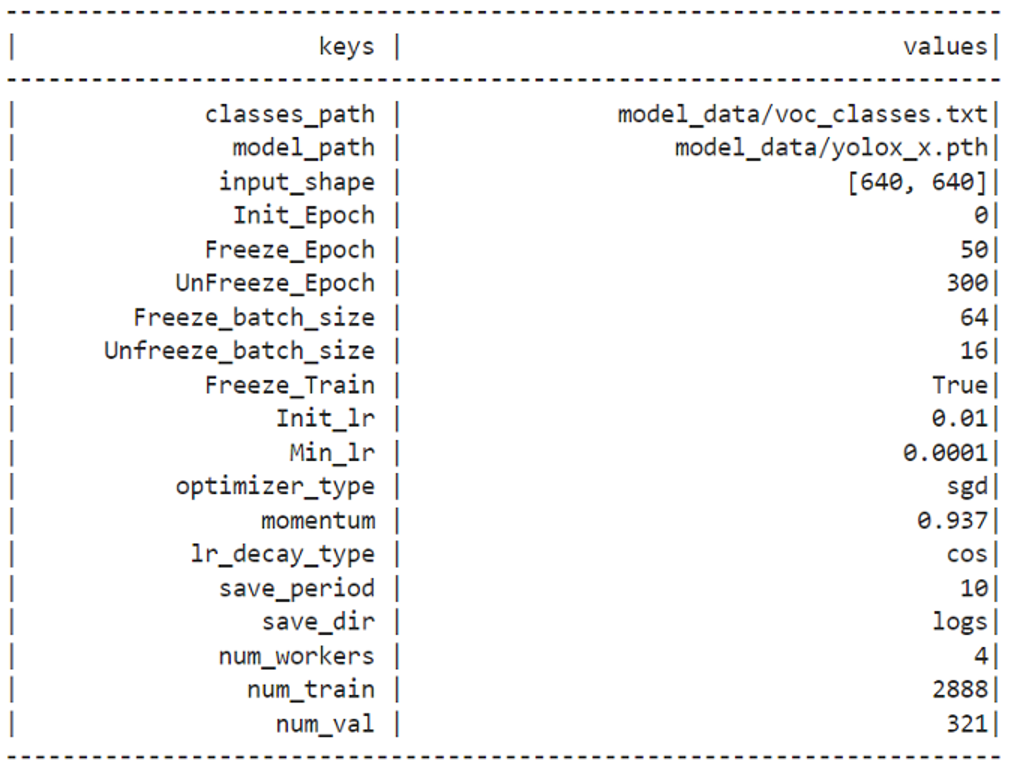 | keys | values|
| classes_path | model_data/voc_classes.txt|
| model_path | model_data/yolox_x.pth|
| input_shape | [640, 640]|
| Init_Epoch | 0|
| Freeze_Epoch | 50|
| UnFreeze_Epoch | 300|
| Freeze_batch_size | 64|
| Unfreeze_batch_size | 16|
| Freeze_Train | True|
| Init_lr | 0.01|
| Min_lr | 0.0001|
| optimizer_type | sgd|
| momentum | 0.937|
| lr_decay_type | cos|
| save_period | 10|
| save_dir | logs|
| num_workers | 4|
| num_train | 2888|
| num_val | 321|